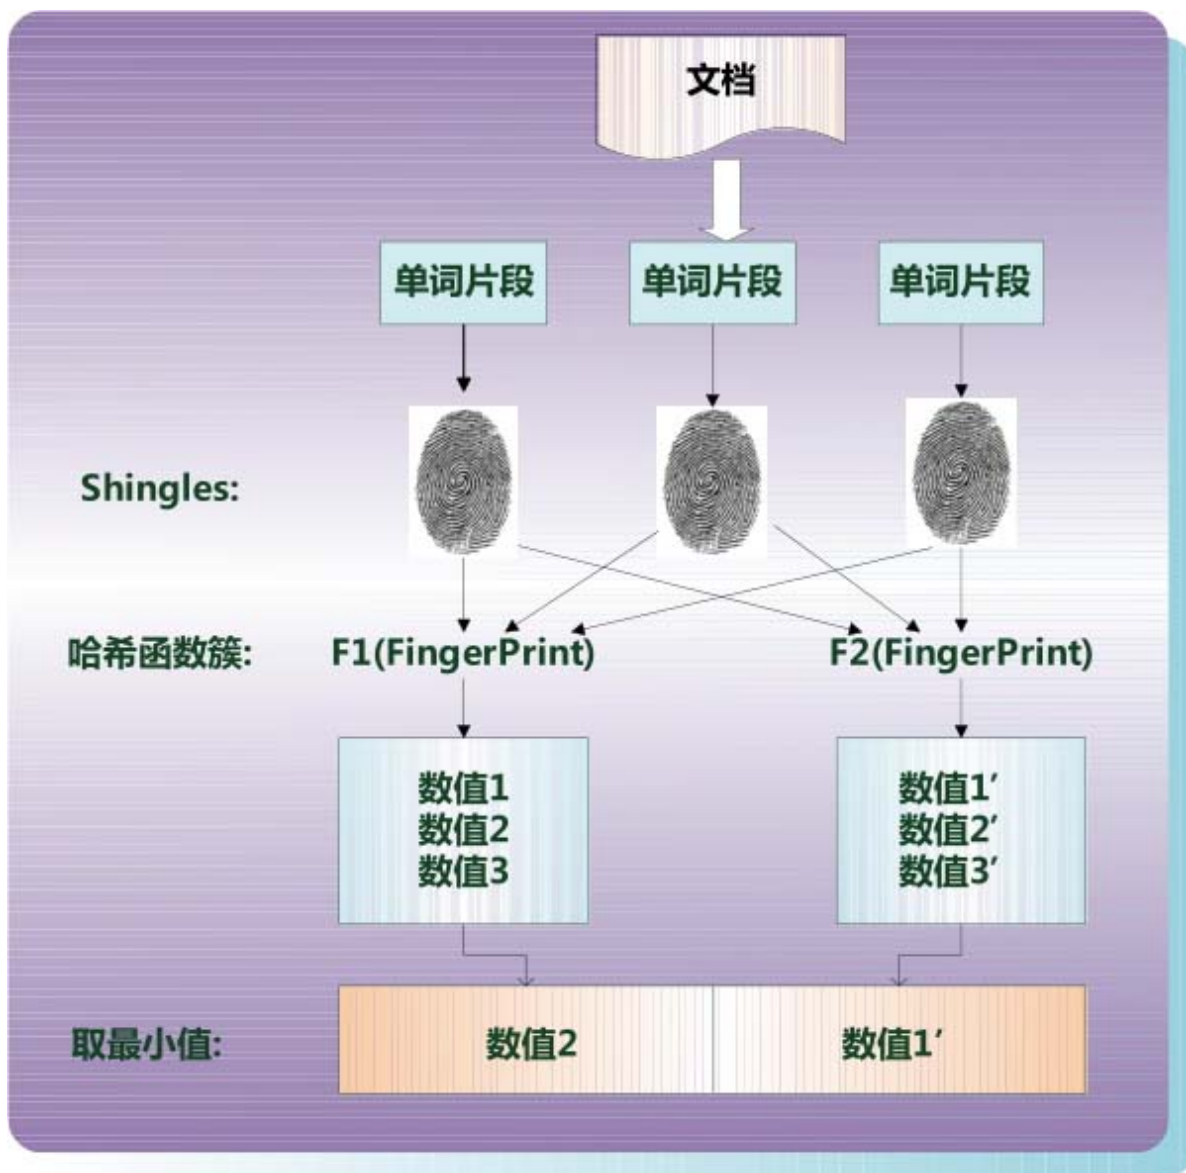 文档
单词片段 单词片段 单词片段
Shingles:
哈希函数簇: F1(FingerPrint) F2(FingerPrint)
数值1 数值1′
数值2 数值2′
数值3 数值3′
取最小值: 数值2 数值1′